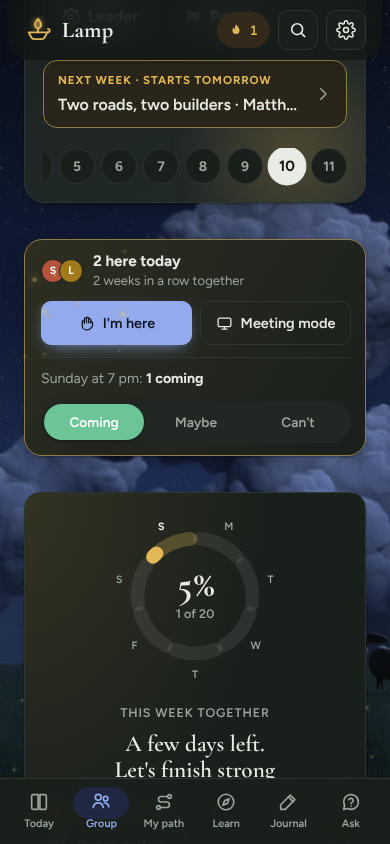 Leader
Lamp
1
NEXT WEEK · STARTS TOMORROW
Two roads, two builders · Matth...
5 6 7 8 9 10 11
S L
2 here today
2 weeks in a row together
I'm here
Meeting mode
Sunday at 7 pm: 1 coming
Coming Maybe Can't
S M
S T
5%
1 of 20
F W
T
THIS WEEK TOGETHER
A few days left.
Let's finish strong
Today Group My path Learn Journal Ask